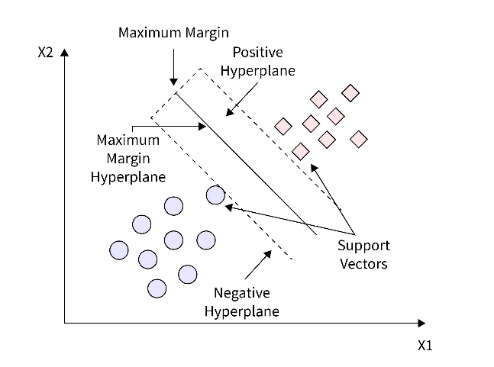 Maximum Margin
X2
Positive
Hyperplane
Maximum
Margin
Hyperplane
Support
Vectors
Negative
Hyperplane
X1